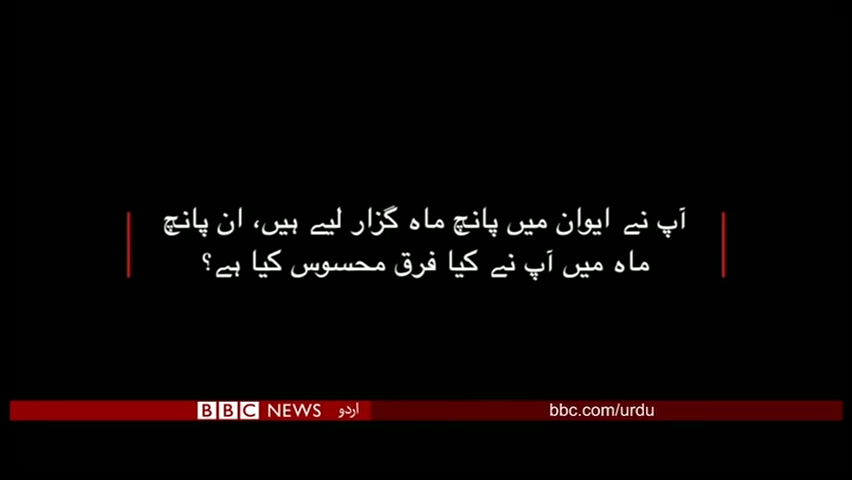 آپ نے ایوان میں پانچ ماہ گزار لیے ہیں، ان پانچ
ماہ میں آپ نے کیا فرق محسوس کیا ہے؟
BBC NEWS اردو
bbc.com/urdu